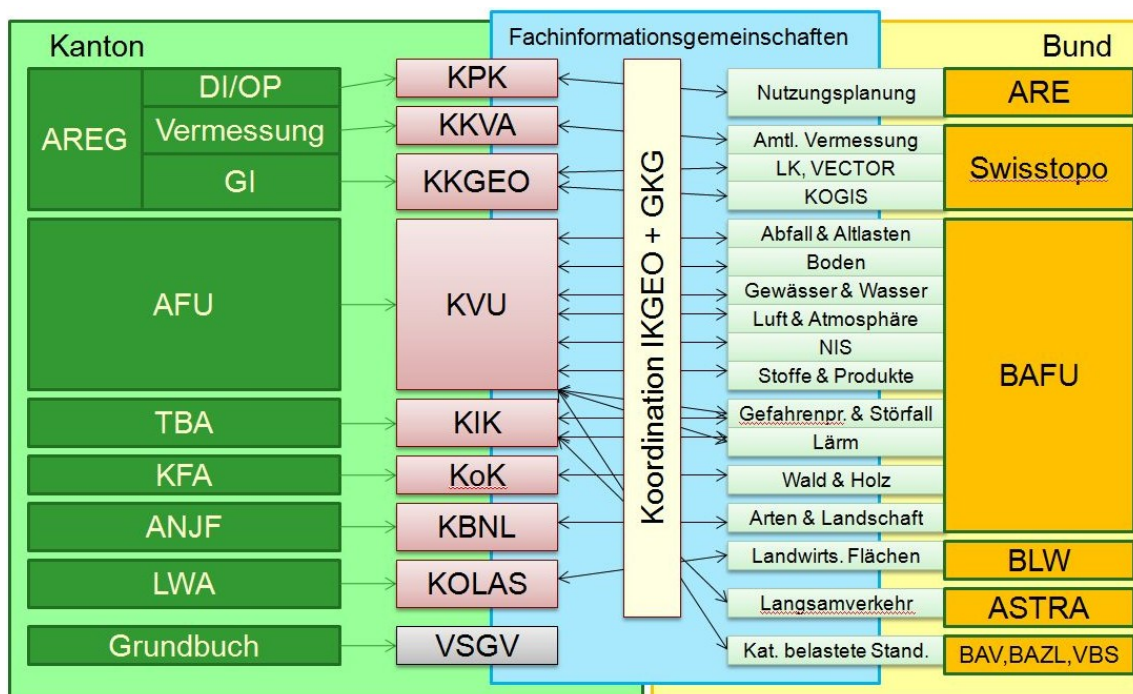 Kanton
Fachinformationsgemeinschaften
Bund
AREG
DI/OP
Vermessung
GI
AFU
TBA
KFA
ANJF
LWA
Grundbuch
KPK
KKVA
KKGEO
KVU
KIK
KoK
KBNL
KOLAS
VSGV
Koordination IKGEO + GKG
Nutzungsplanung
Amtl. Vermessung
LK, VECTOR
KOGIS
Abfall & Altlasten
Boden
Gewässer & Wasser
Luft & Atmosphäre
NIS
Stoffe & Produkte
Gefahrenpr. & Störfall
Lärm
Wald & Holz
Arten & Landschaft
Landwirts. Flächen
Langsamverkehr
Kat. belastete Stand.
ARE
Swisstopo
BAFU
BLW
ASTRA
BAV,BAZL,VBS